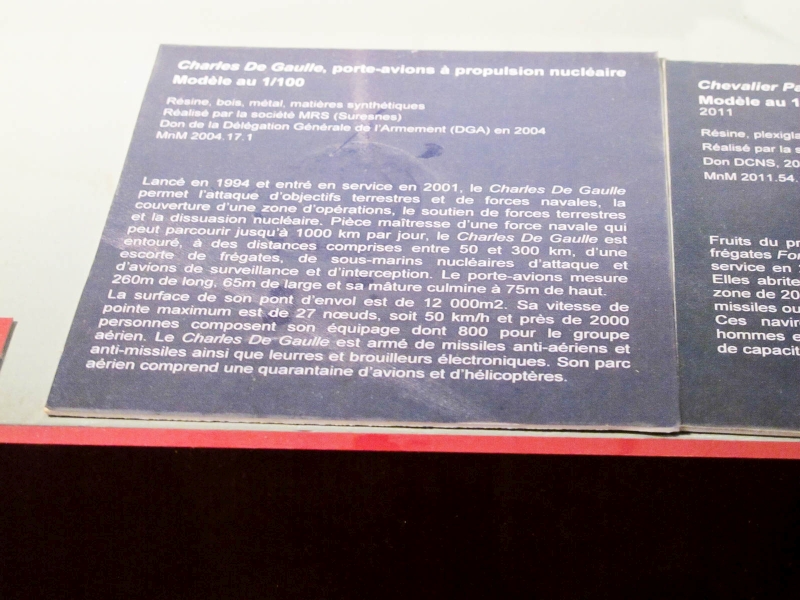 Charles De Gaulle, porte-avions à propulsion nucléaire
Modèle au 1/100
Résine, bois, métal, matières synthétiques
Réalisé par la société MRS (Suresnes)
Don de la Délégation Générale de l'Armement (DGA) en 2004
MnM 2004.17.1
Lancé en 1994 et entré en service en 2001, le Charles De Gaulle
permet l'attaque d'objectifs terrestres et de forces navales, la
couverture d'une zone d'opérations, le soutien de forces terrestres
et la dissuasion nucléaire. Pièce maîtresse d'une force navale qui
peut parcourir jusqu'à 1000 km par jour, le Charles De Gaulle est
entouré, à des distances comprises entre 50 et 300 km, d'une
escorte de frégates, de sous-marins nucléaires d'attaque et
d'avions de surveillance et d'interception. Le porte-avions mesure
260m de long, 65m de large et sa mâture culmine à 75m de haut.
La surface de son pont d'envol est de 12 000m2. Sa vitesse de
pointe maximum est de 27 nœuds, soit 50 km/h et près de 2000
personnes composent son équipage dont 800 pour le groupe
aérien. Le Charles De Gaulle est armé de missiles anti-aériens et
anti-missiles ainsi que leurres et brouilleurs électroniques. Son parc
aérien comprend une quarantaine d'avions et d'hélicoptères.
Chevalier Pa
Modèle au 1
2011
Résine, plexigla
Réalisé par la s
Don DCNS, 20
MnM 2011.54.
Fruits du pr
frégates For
service en
Elles abrite
zone de 20
missiles ou
Ces navir
hommes e
de capacit